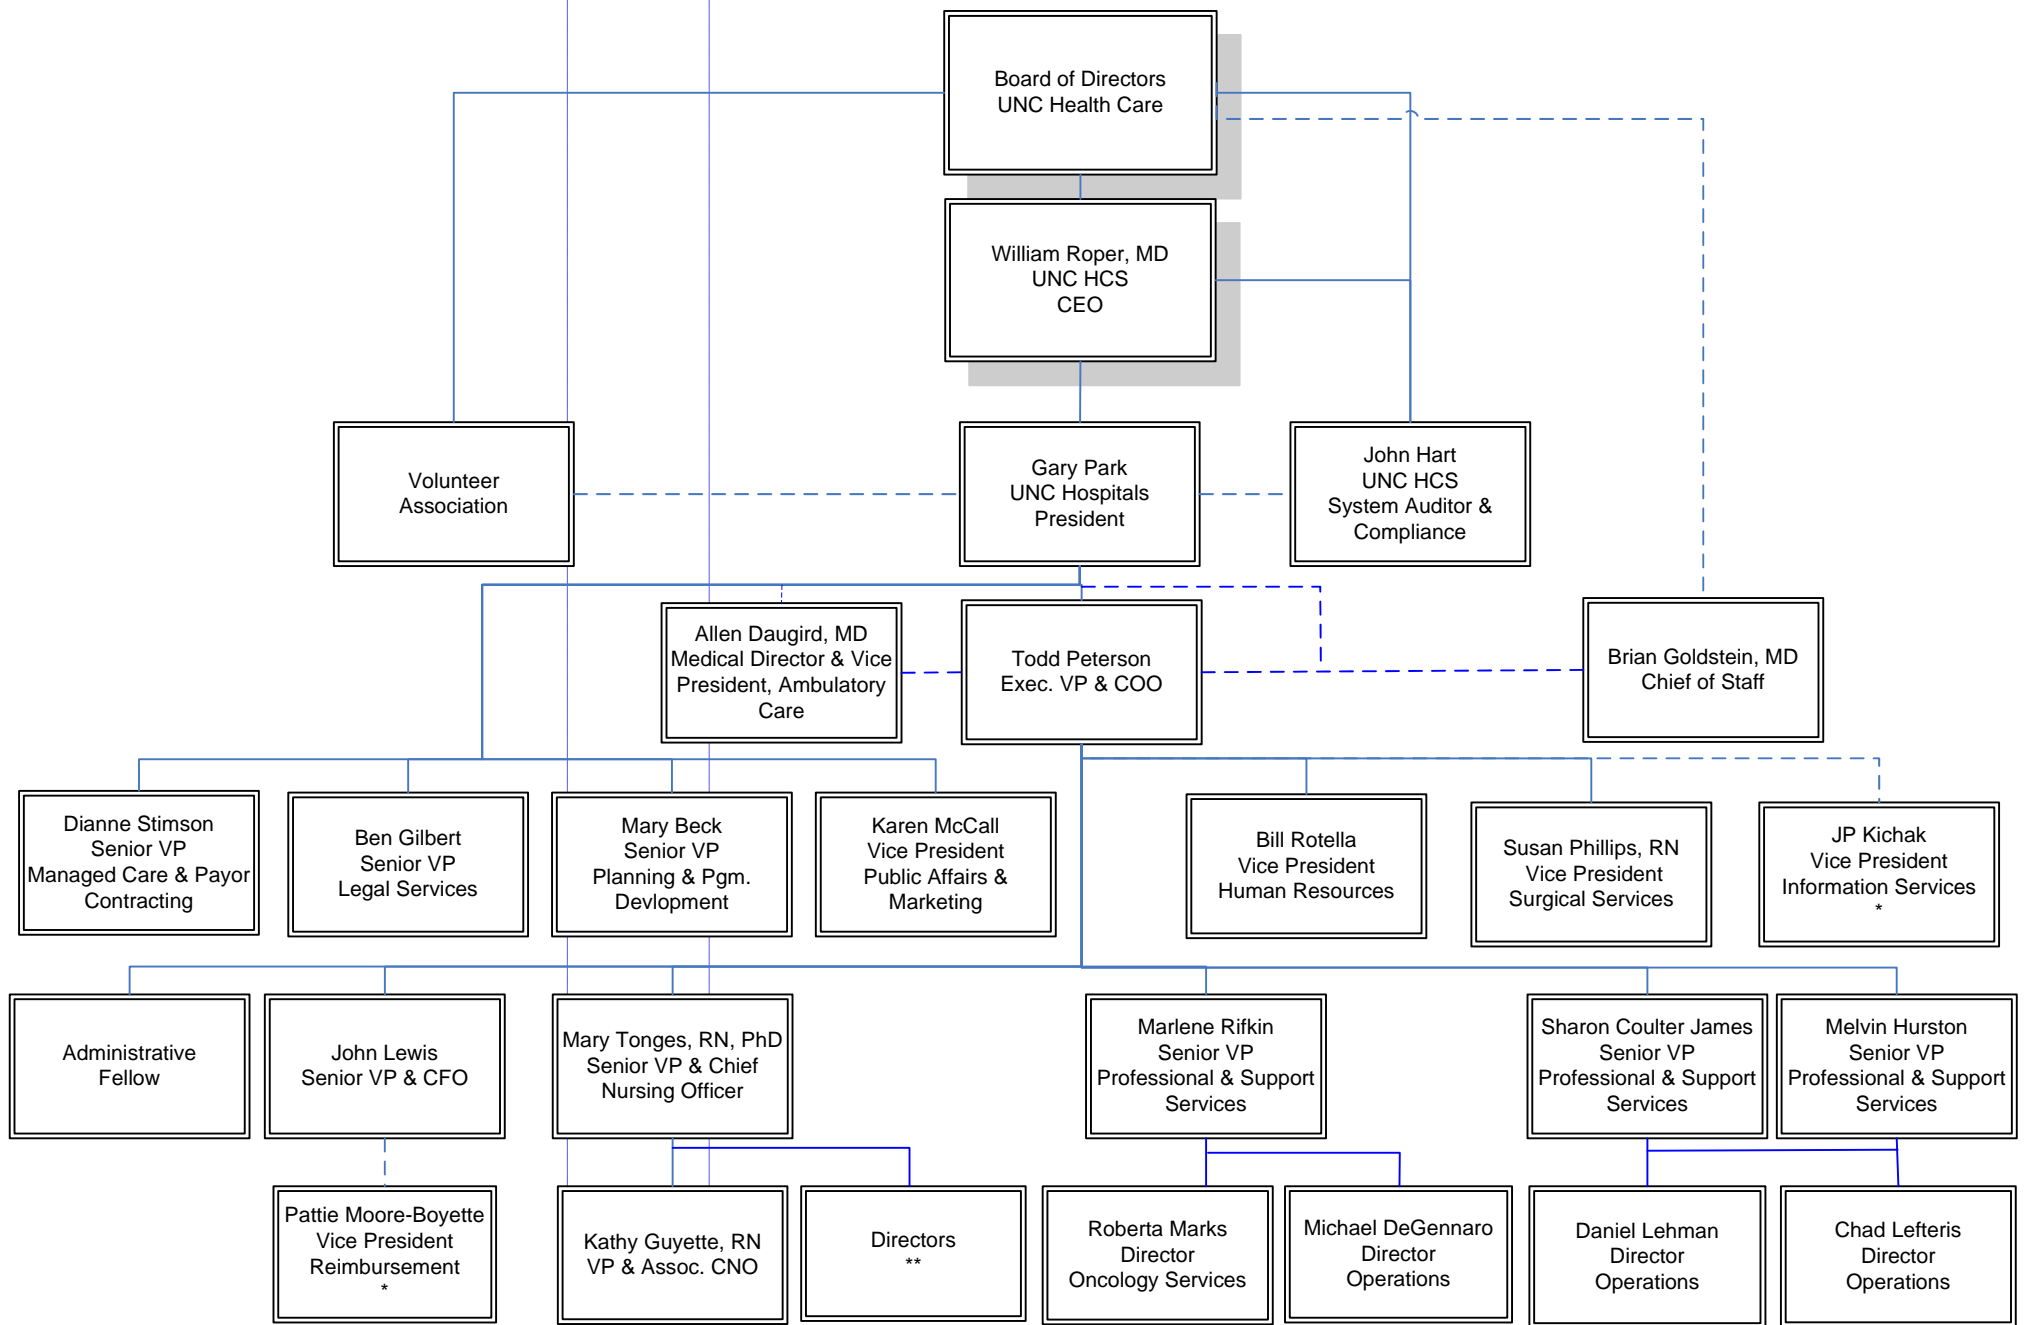 Board of Directors
UNC Health Care
William Roper, MD
UNC HCS
CEO
Volunteer
Association
Gary Park
UNC Hospitals
President
John Hart
UNC HCS
System Auditor &
Compliance
Allen Daugird, MD
Medical Director & Vice
President, Ambulatory
Care
Todd Peterson
Exec. VP & COO
Brian Goldstein, MD
Chief of Staff
Dianne Stimson
Senior VP
Managed Care & Payor
Contracting
Ben Gilbert
Senior VP
Legal Services
Mary Beck
Senior VP
Planning & Pgm.
Devlopment
Karen McCall
Vice President
Public Affairs &
Marketing
Bill Rotella
Vice President
Human Resources
Susan Phillips, RN
Vice President
Surgical Services
JP Kichak
Vice President
Information Services
*
Administrative
Fellow
John Lewis
Senior VP & CFO
Mary Tonges, RN, PhD
Senior VP & Chief
Nursing Officer
Marlene Rifkin
Senior VP
Professional & Support
Services
Sharon Coulter James
Senior VP
Professional & Support
Services
Melvin Hurston
Senior VP
Professional & Support
Services
Pattie Moore-Boyette
Vice President
Reimbursement
*
Kathy Guyette, RN
VP & Assoc. CNO
Directors
**
Roberta Marks
Director
Oncology Services
Michael DeGennaro
Director
Operations
Daniel Lehman
Director
Operations
Chad Lefteris
Director
Operations